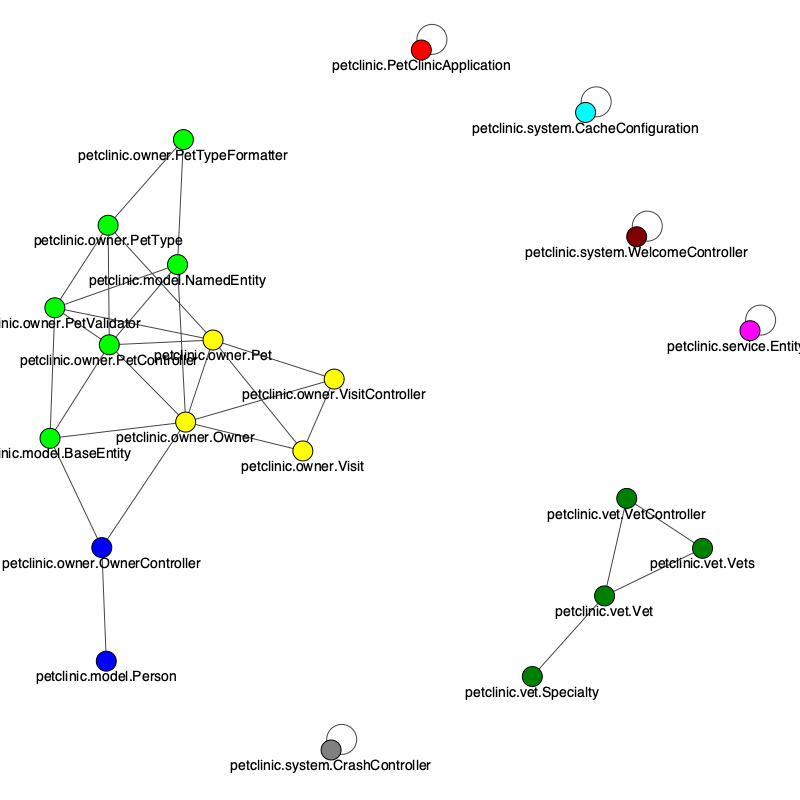 petclinic.PetClinicApplication
petclinic.system.CacheConfiguration
petclinic.owner.PetTypeFormatter
petclinic.owner.PetType
petclinic.system.WelcomeController
petclinic.model.NamedEntity
nic.owner.PetValidator
petclinic.service.Entity
petclinic.owner.Pet
petclinic.owner.PetController
petclinic.owner.VisitController
petclinic.owner.Owner
nic.model.BaseEntity
petclinic.owner.Visit
petclinic.vet.VetController
petclinic.owner.OwnerController
petclinic.vet.Vets
petclinic.vet.Vet
petclinic.model.Person
petclinic.vet.Specialty
petclinic.system.CrashController